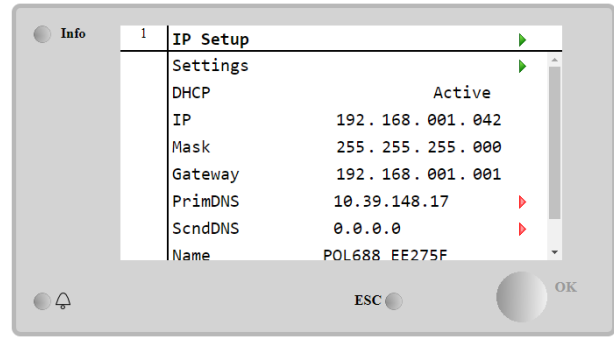 Info
1 IP Setup
Settings
DHCP Active
IP 192.168.001.042
Mask 255.255.255.000
Gateway 192.168.001.001
PrimDNS 10.39.148.17
ScndDNS 0.0.0.0
Name POL688_EE275F
ESC
OK